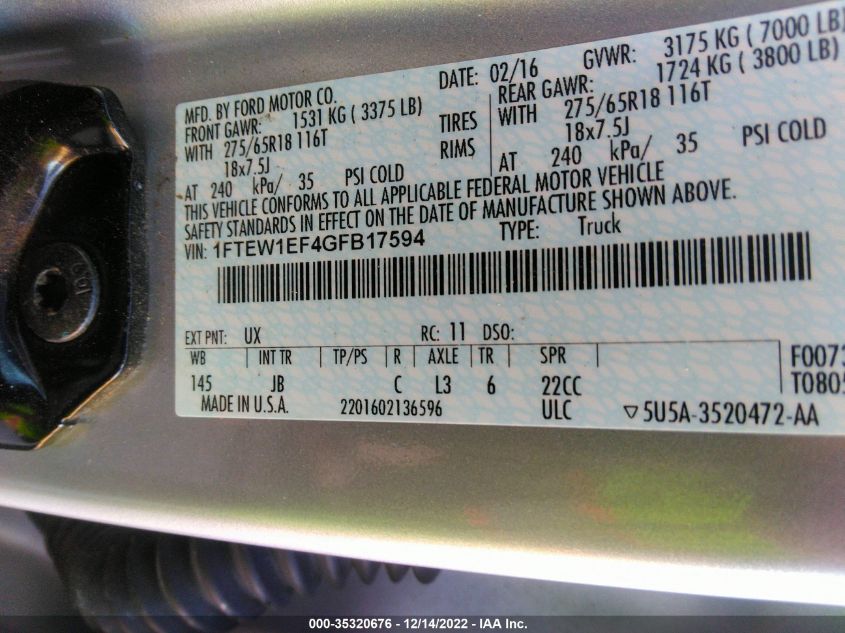 MFD. BY FORD MOTOR CO.
DATE: 02/16 GVWR: 3175 KG ( 7000 LB)
FRONT GAWR: 1531 KG ( 3375 LB)
REAR GAWR: 1724 KG ( 3800 LB)
WITH 275/65R18 116T TIRES
WITH 275/65R18 116T
18x7.5J RIMS
18x7.5J
AT 240 kPa/ 35 PSI COLD
AT 240 kPa/ 35 PSI COLD
THIS VEHICLE CONFORMS TO ALL APPLICABLE FEDERAL MOTOR VEHICLE
SAFETY STANDARDS IN EFFECT ON THE DATE OF MANUFACTURE SHOWN ABOVE.
VIN: 1FTEW1EF4GFB17594 TYPE: Truck
EXT PNT: UX RC: 11 DSO:
WB INT TR TP/PS R AXLE TR SPR F0073
145 JB C L3 6 22CC T0805
MADE IN U.S.A. 2201602136596 ULC ▽5U5A-3520472-AA
10.9
000-35320676 - 12/14/2022 - IAA Inc.